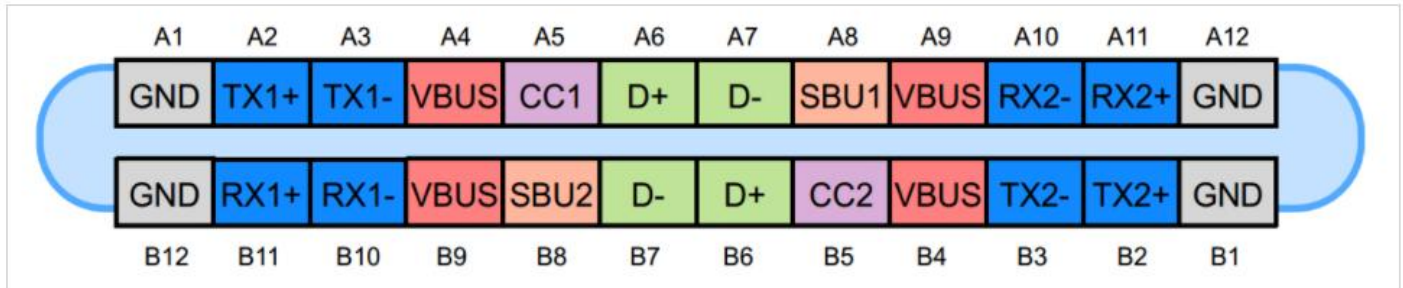 A1 A2 A3 A4 A5 A6 A7 A8 A9 A10 A11 A12
GND TX1+ TX1- VBUS CC1 D+ D- SBU1 VBUS RX2- RX2+ GND
GND RX1+ RX1- VBUS SBU2 D- D+ CC2 VBUS TX2- TX2+ GND
B12 B11 B10 B9 B8 B7 B6 B5 B4 B3 B2 B1